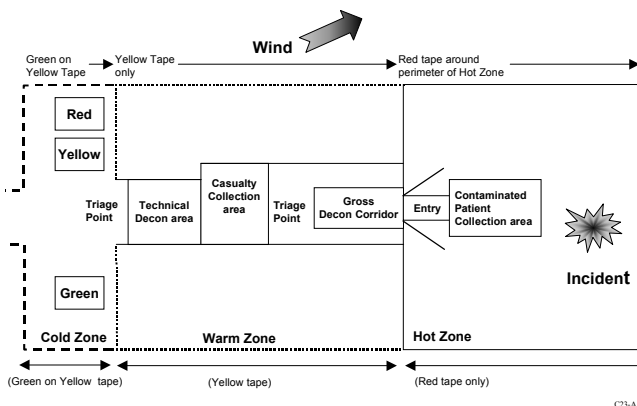 Wind
Green on
Yellow Tape
Yellow Tape
only
Red tape around
perimeter of Hot Zone
Red
Yellow
Triage
Point
Technical
Decon area
Casualty
Collection
area
Triage
Point
Gross
Decon Corridor
Entry
Contaminated
Patient
Collection area
Incident
Green
Cold Zone
Warm Zone
Hot Zone
(Green on Yellow tape)
(Yellow tape)
(Red tape only)
C23-A